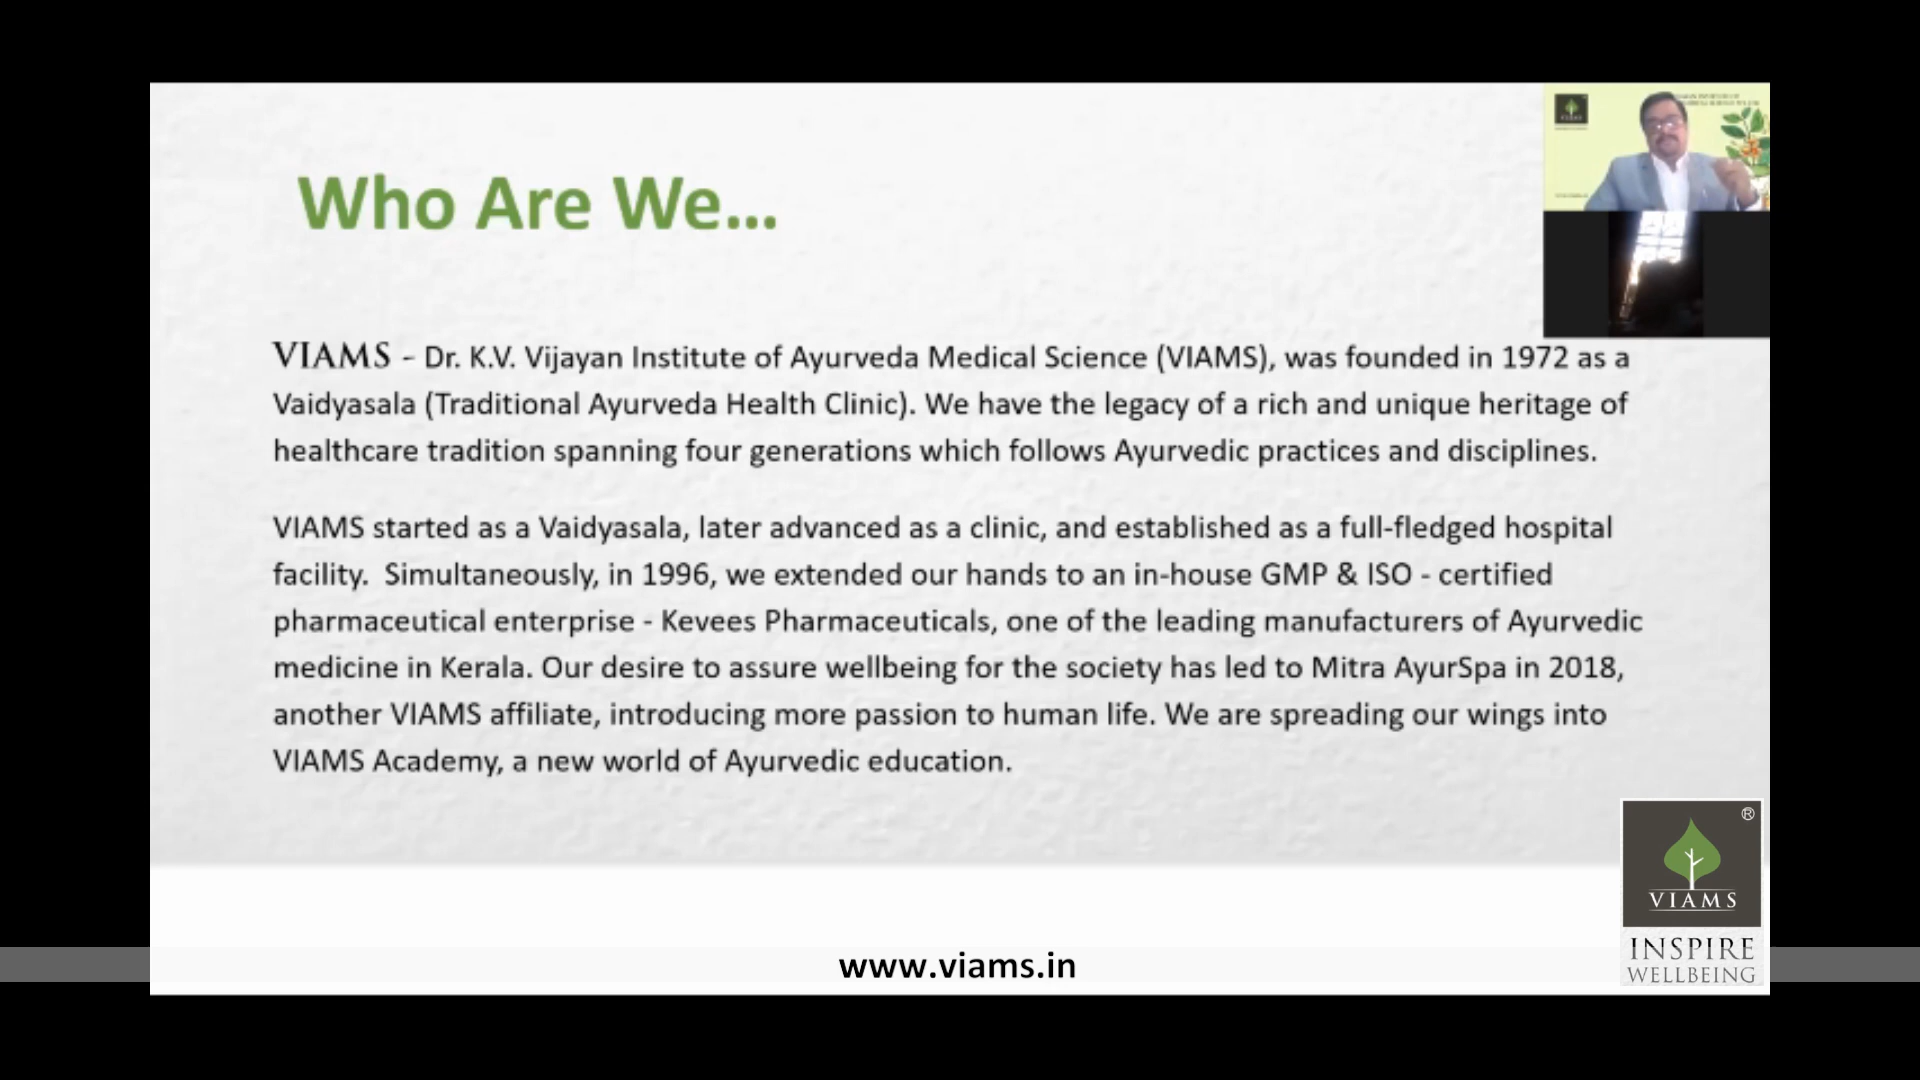 Who Are We...
VIAMS - Dr. K.V. Vijayan Institute of Ayurveda Medical Science (VIAMS), was founded in 1972 as a
Vaidyasala (Traditional Ayurveda Health Clinic). We have the legacy of a rich and unique heritage of
healthcare tradition spanning four generations which follows Ayurvedic practices and disciplines.
VIAMS started as a Vaidyasala, later advanced as a clinic, and established as a full-fledged hospital
facility.  Simultaneously, in 1996, we extended our hands to an in-house GMP & ISO - certified
pharmaceutical enterprise - Kevees Pharmaceuticals, one of the leading manufacturers of Ayurvedic
medicine in Kerala. Our desire to assure wellbeing for the society has led to Mitra AyurSpa in 2018,
another VIAMS affiliate, introducing more passion to human life. We are spreading our wings into
VIAMS Academy, a new world of Ayurvedic education.
®
VIAMS
INSPIRE
WELLBEING
www.viams.in